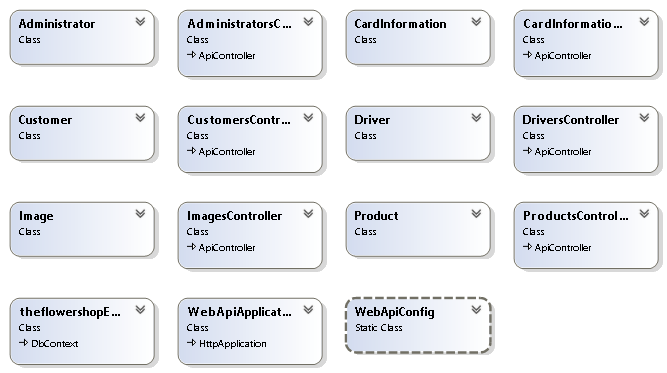 Administrator
Class
AdministratorsC...
Class
ApiController
CardInformation
Class
CardInformatio...
Class
ApiController
Customer
Class
CustomersContr...
Class
ApiController
Driver
Class
DriversController
Class
ApiController
Image
Class
ImagesController
Class
ApiController
Product
Class
ProductsControl...
Class
ApiController
theflowershopE...
Class
DbContext
WebApiApplicat...
Class
HttpApplication
WebApiConfig
Static Class